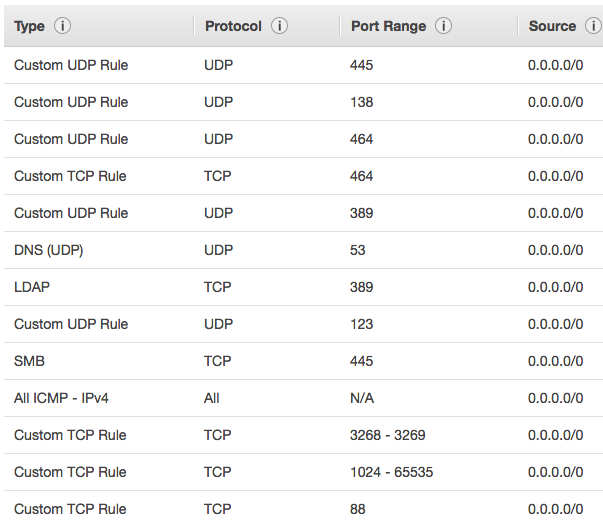 Type Protocol Port Range Source
Custom UDP Rule UDP 445 0.0.0.0/0
Custom UDP Rule UDP 138 0.0.0.0/0
Custom UDP Rule UDP 464 0.0.0.0/0
Custom TCP Rule TCP 464 0.0.0.0/0
Custom UDP Rule UDP 389 0.0.0.0/0
DNS (UDP) UDP 53 0.0.0.0/0
LDAP TCP 389 0.0.0.0/0
Custom UDP Rule UDP 123 0.0.0.0/0
SMB TCP 445 0.0.0.0/0
All ICMP - IPv4 All N/A 0.0.0.0/0
Custom TCP Rule TCP 3268 - 3269 0.0.0.0/0
Custom TCP Rule TCP 1024 - 65535 0.0.0.0/0
Custom TCP Rule TCP 88 0.0.0.0/0